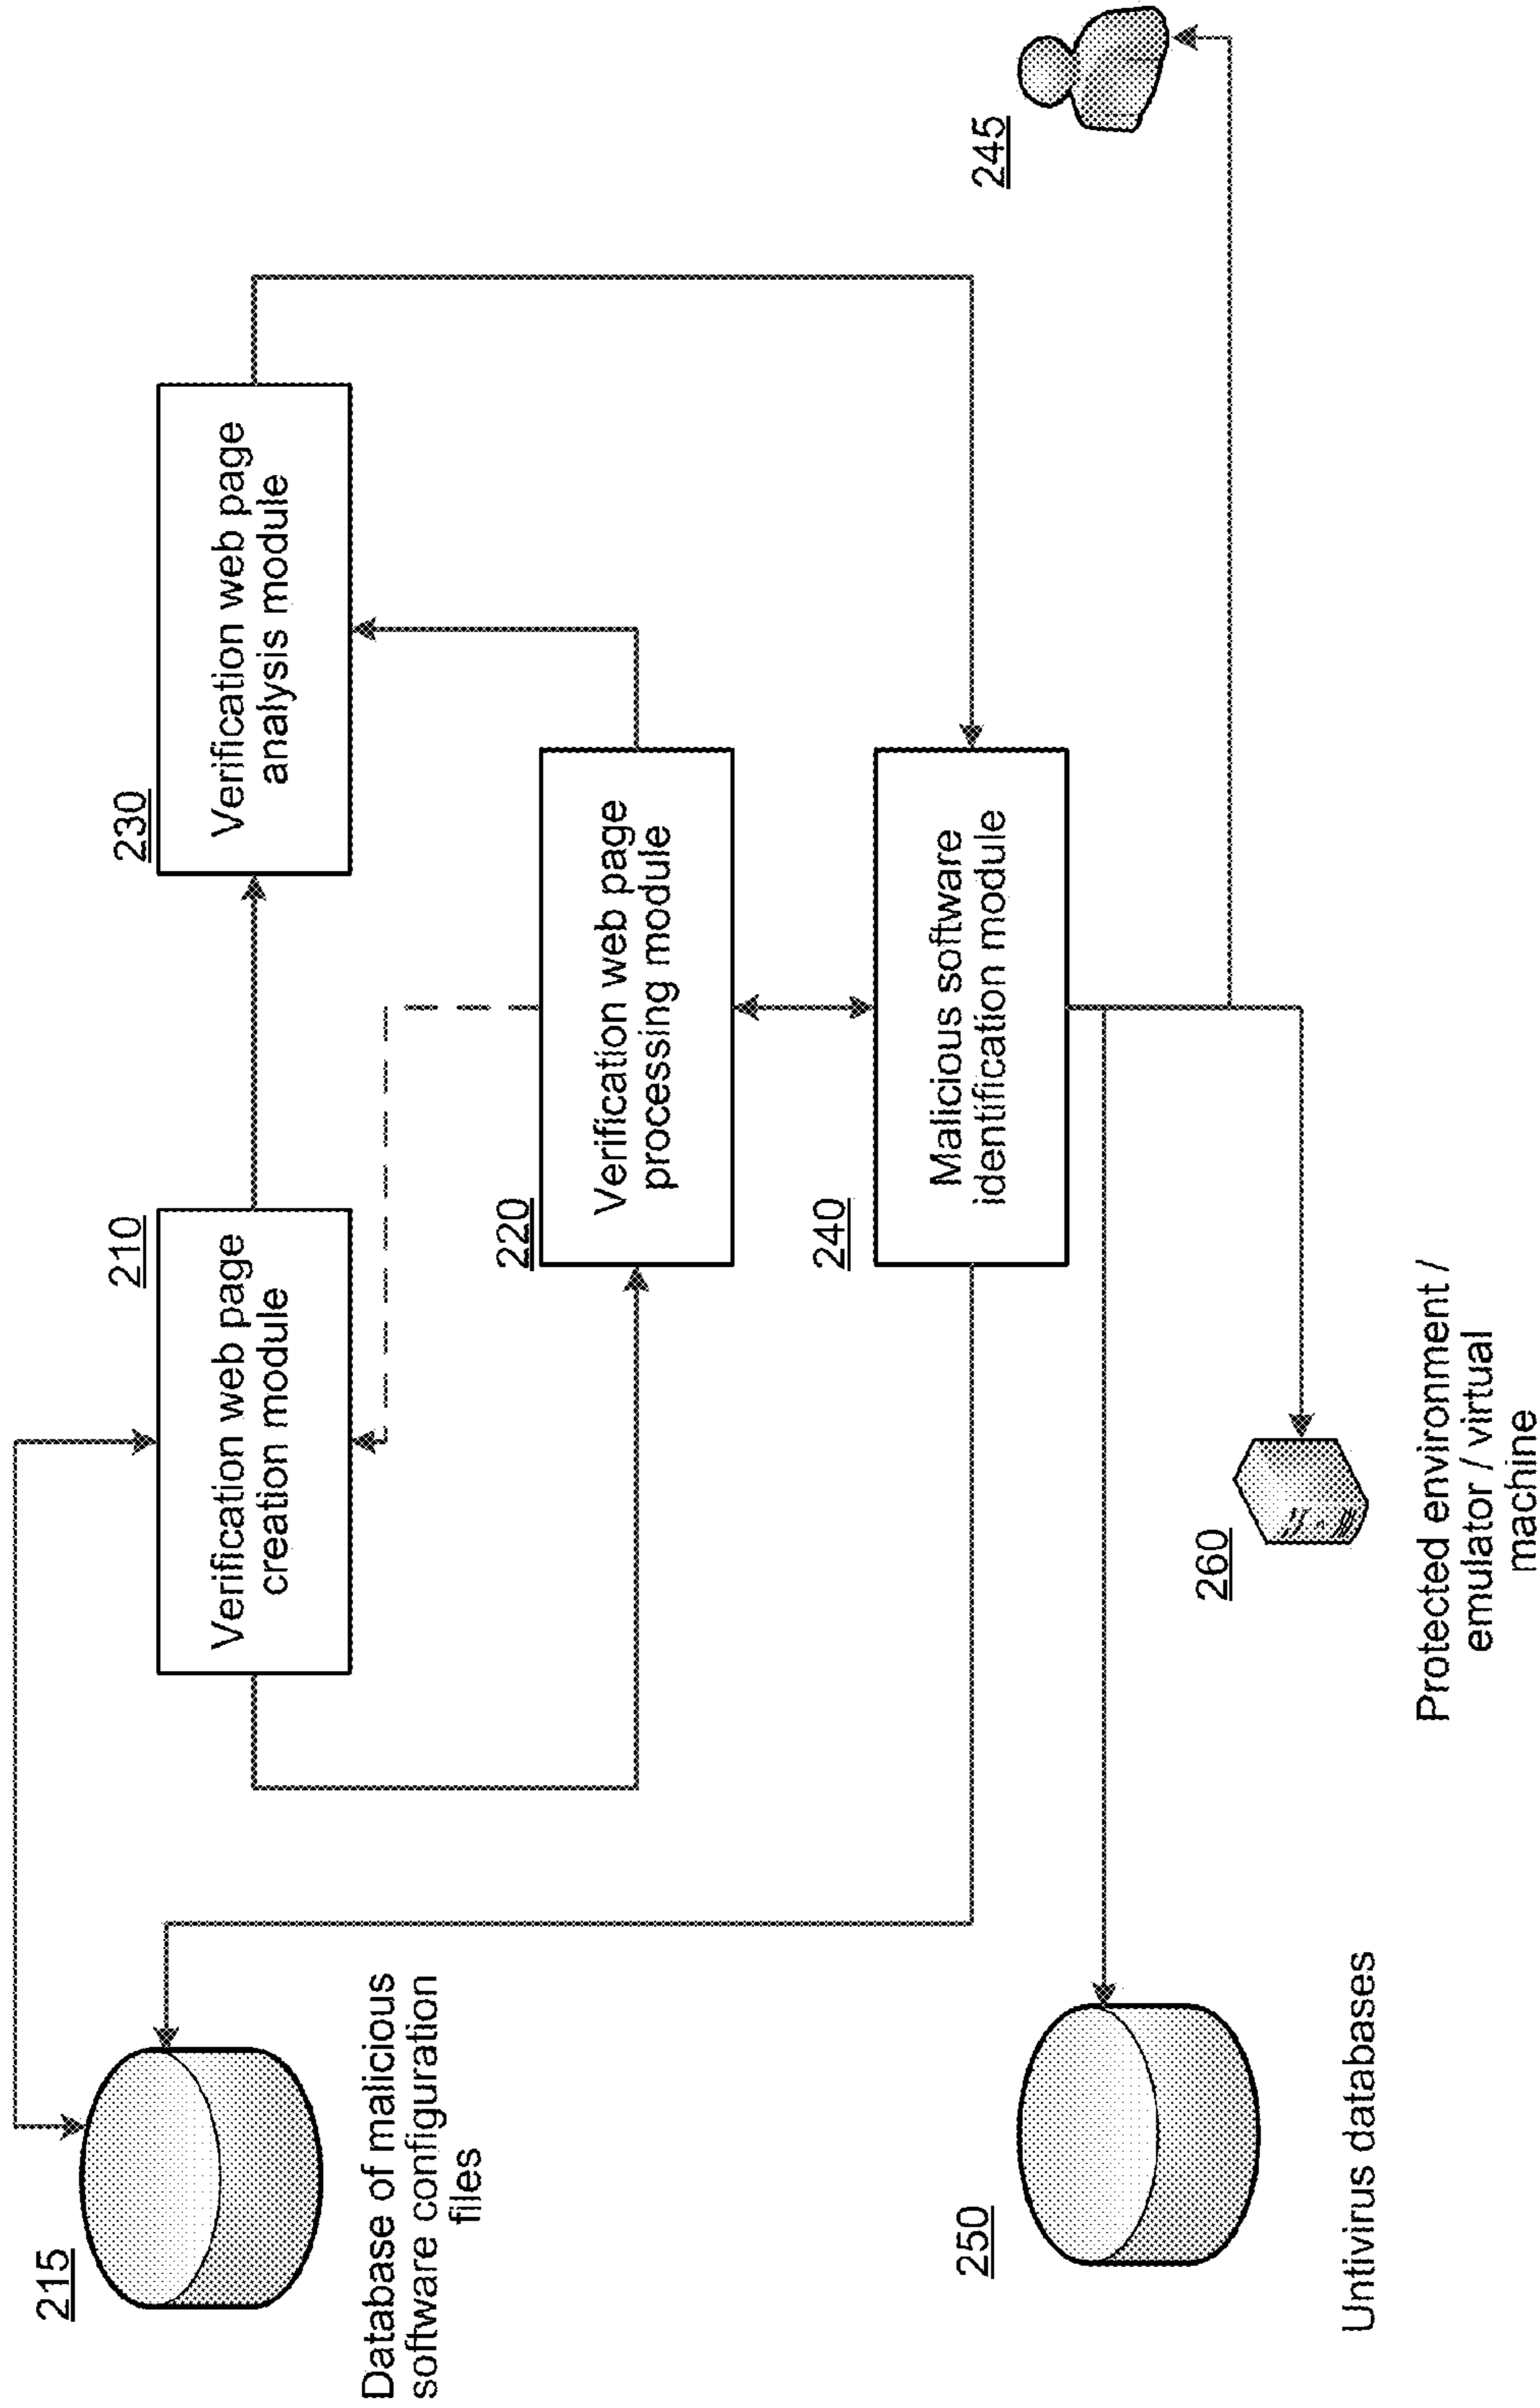 215
Database of malicious
software configuration
files
210
Verification web page
creation module
230
Verification web page
analysis module
220
Verification web page
processing module
240
Malicious software
identification module
245
250
Untivirus databases
260
Protected environment /
emulator / virtual
machine